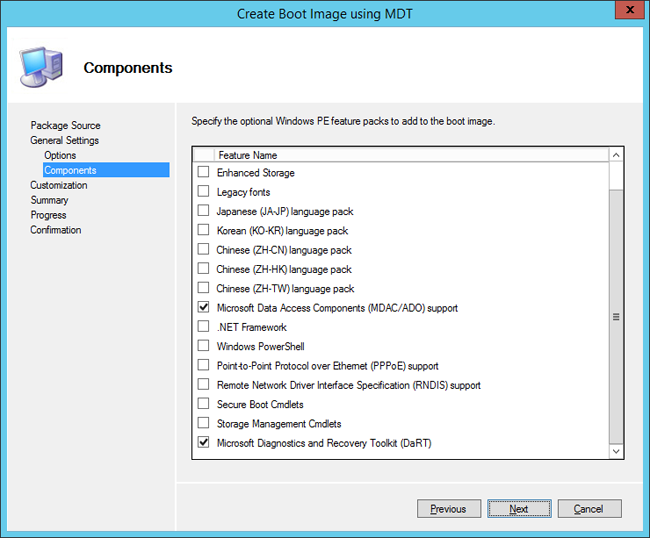 Create Boot Image using MDT
x
Components
Package Source
General Settings
Options
Components
Customization
Summary
Progress
Confirmation
Specify the optional Windows PE feature packs to add to the boot image.
Feature Name
Enhanced Storage
Legacy fonts
Japanese (JA-JP) language pack
Korean (KO-KR) language pack
Chinese (ZH-CN) language pack
Chinese (ZH-HK) language pack
Chinese (ZH-TW) language pack
Microsoft Data Access Components (MDAC/ADO) support
.NET Framework
Windows PowerShell
Point-to-Point Protocol over Ethernet (PPPoE) support
Remote Network Driver Interface Specification (RNDIS) support
Secure Boot Cmdlets
Storage Management Cmdlets
Microsoft Diagnostics and Recovery Toolkit (DaRT)
Previous Next Cancel